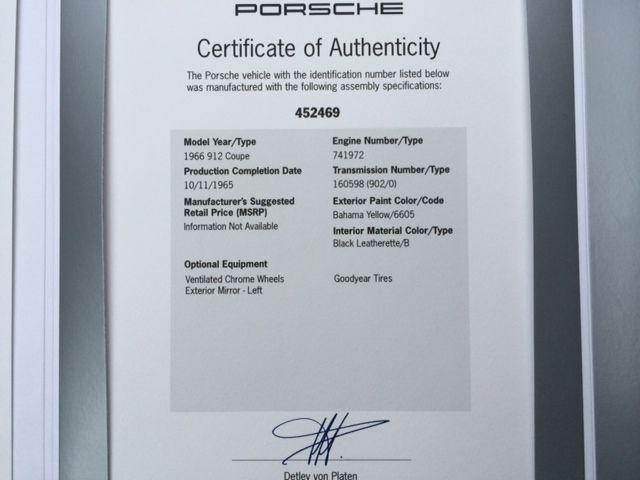 PORSCHE
Certificate of Authenticity
The Porsche vehicle with the identification number listed below
was manufactured with the following assembly specifications:
452469
Model Year/Type
1966 912 Coupe
Production Completion Date
10/11/1965
Manufacturer's Suggested
Retail Price (MSRP)
Information Not Available
Engine Number/Type
741972
Transmission Number/Type
160598 (902/0)
Exterior Paint Color/Code
Bahama Yellow/6605
Interior Material Color/Type
Black Leatherette/B
Optional Equipment
Ventilated Chrome Wheels
Exterior Mirror - Left
Goodyear Tires
Detlev von Platen